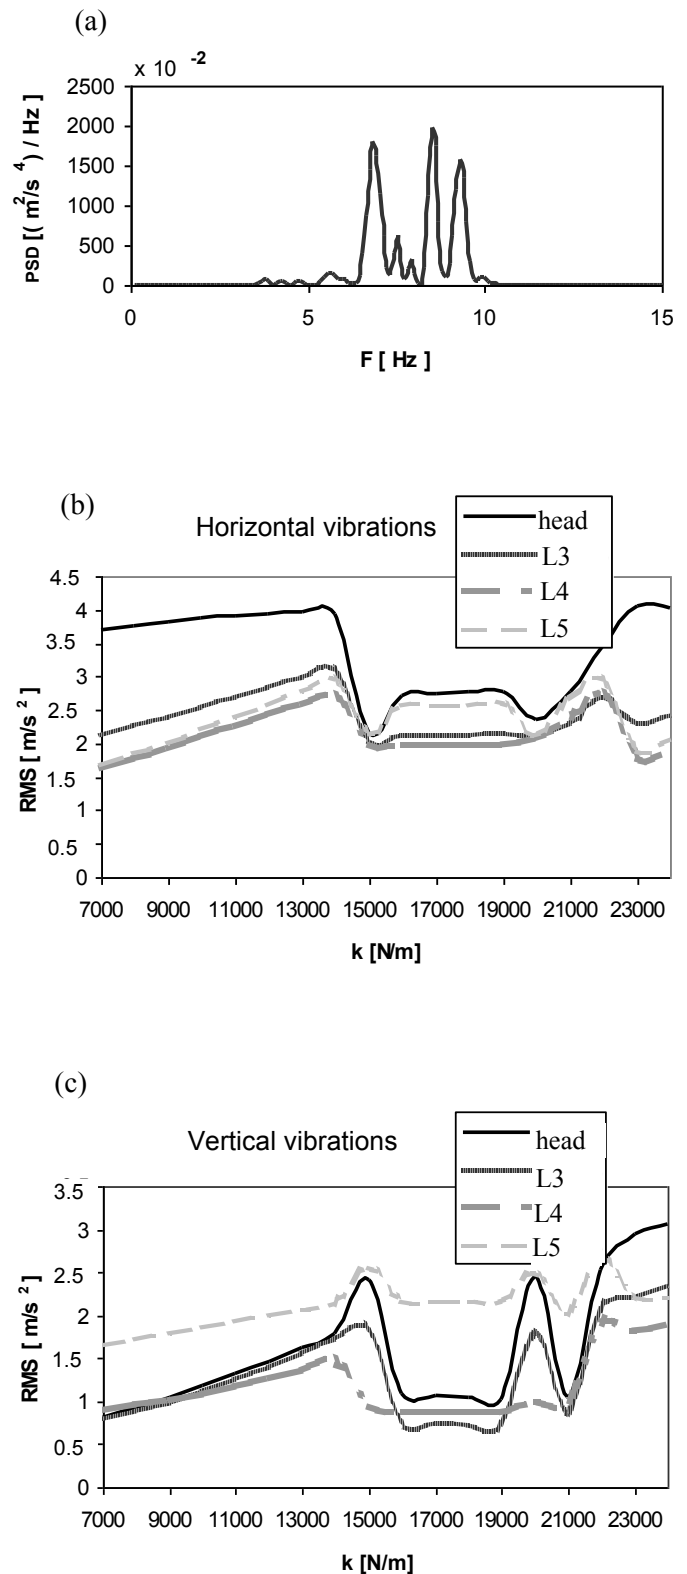 (a)
x 10 -2
PSD [( m2/s 4) / Hz ]
2500
2000
1500
1000
500
0
0 5 10 15
F [ Hz ]
(b)
Horizontal vibrations
head
L3
L4
L5
RMS [ m/s 2 ]
4.5
4
3.5
3
2.5
2
1.5
1
0.5
0
7000 9000 11000 13000 15000 17000 19000 21000 23000
k [N/m]
(c)
Vertical vibrations
head
L3
L4
L5
RMS [ m/s 2 ]
3.5
3
2.5
2
1.5
1
0.5
0
7000 9000 11000 13000 15000 17000 19000 21000 23000
k [N/m]